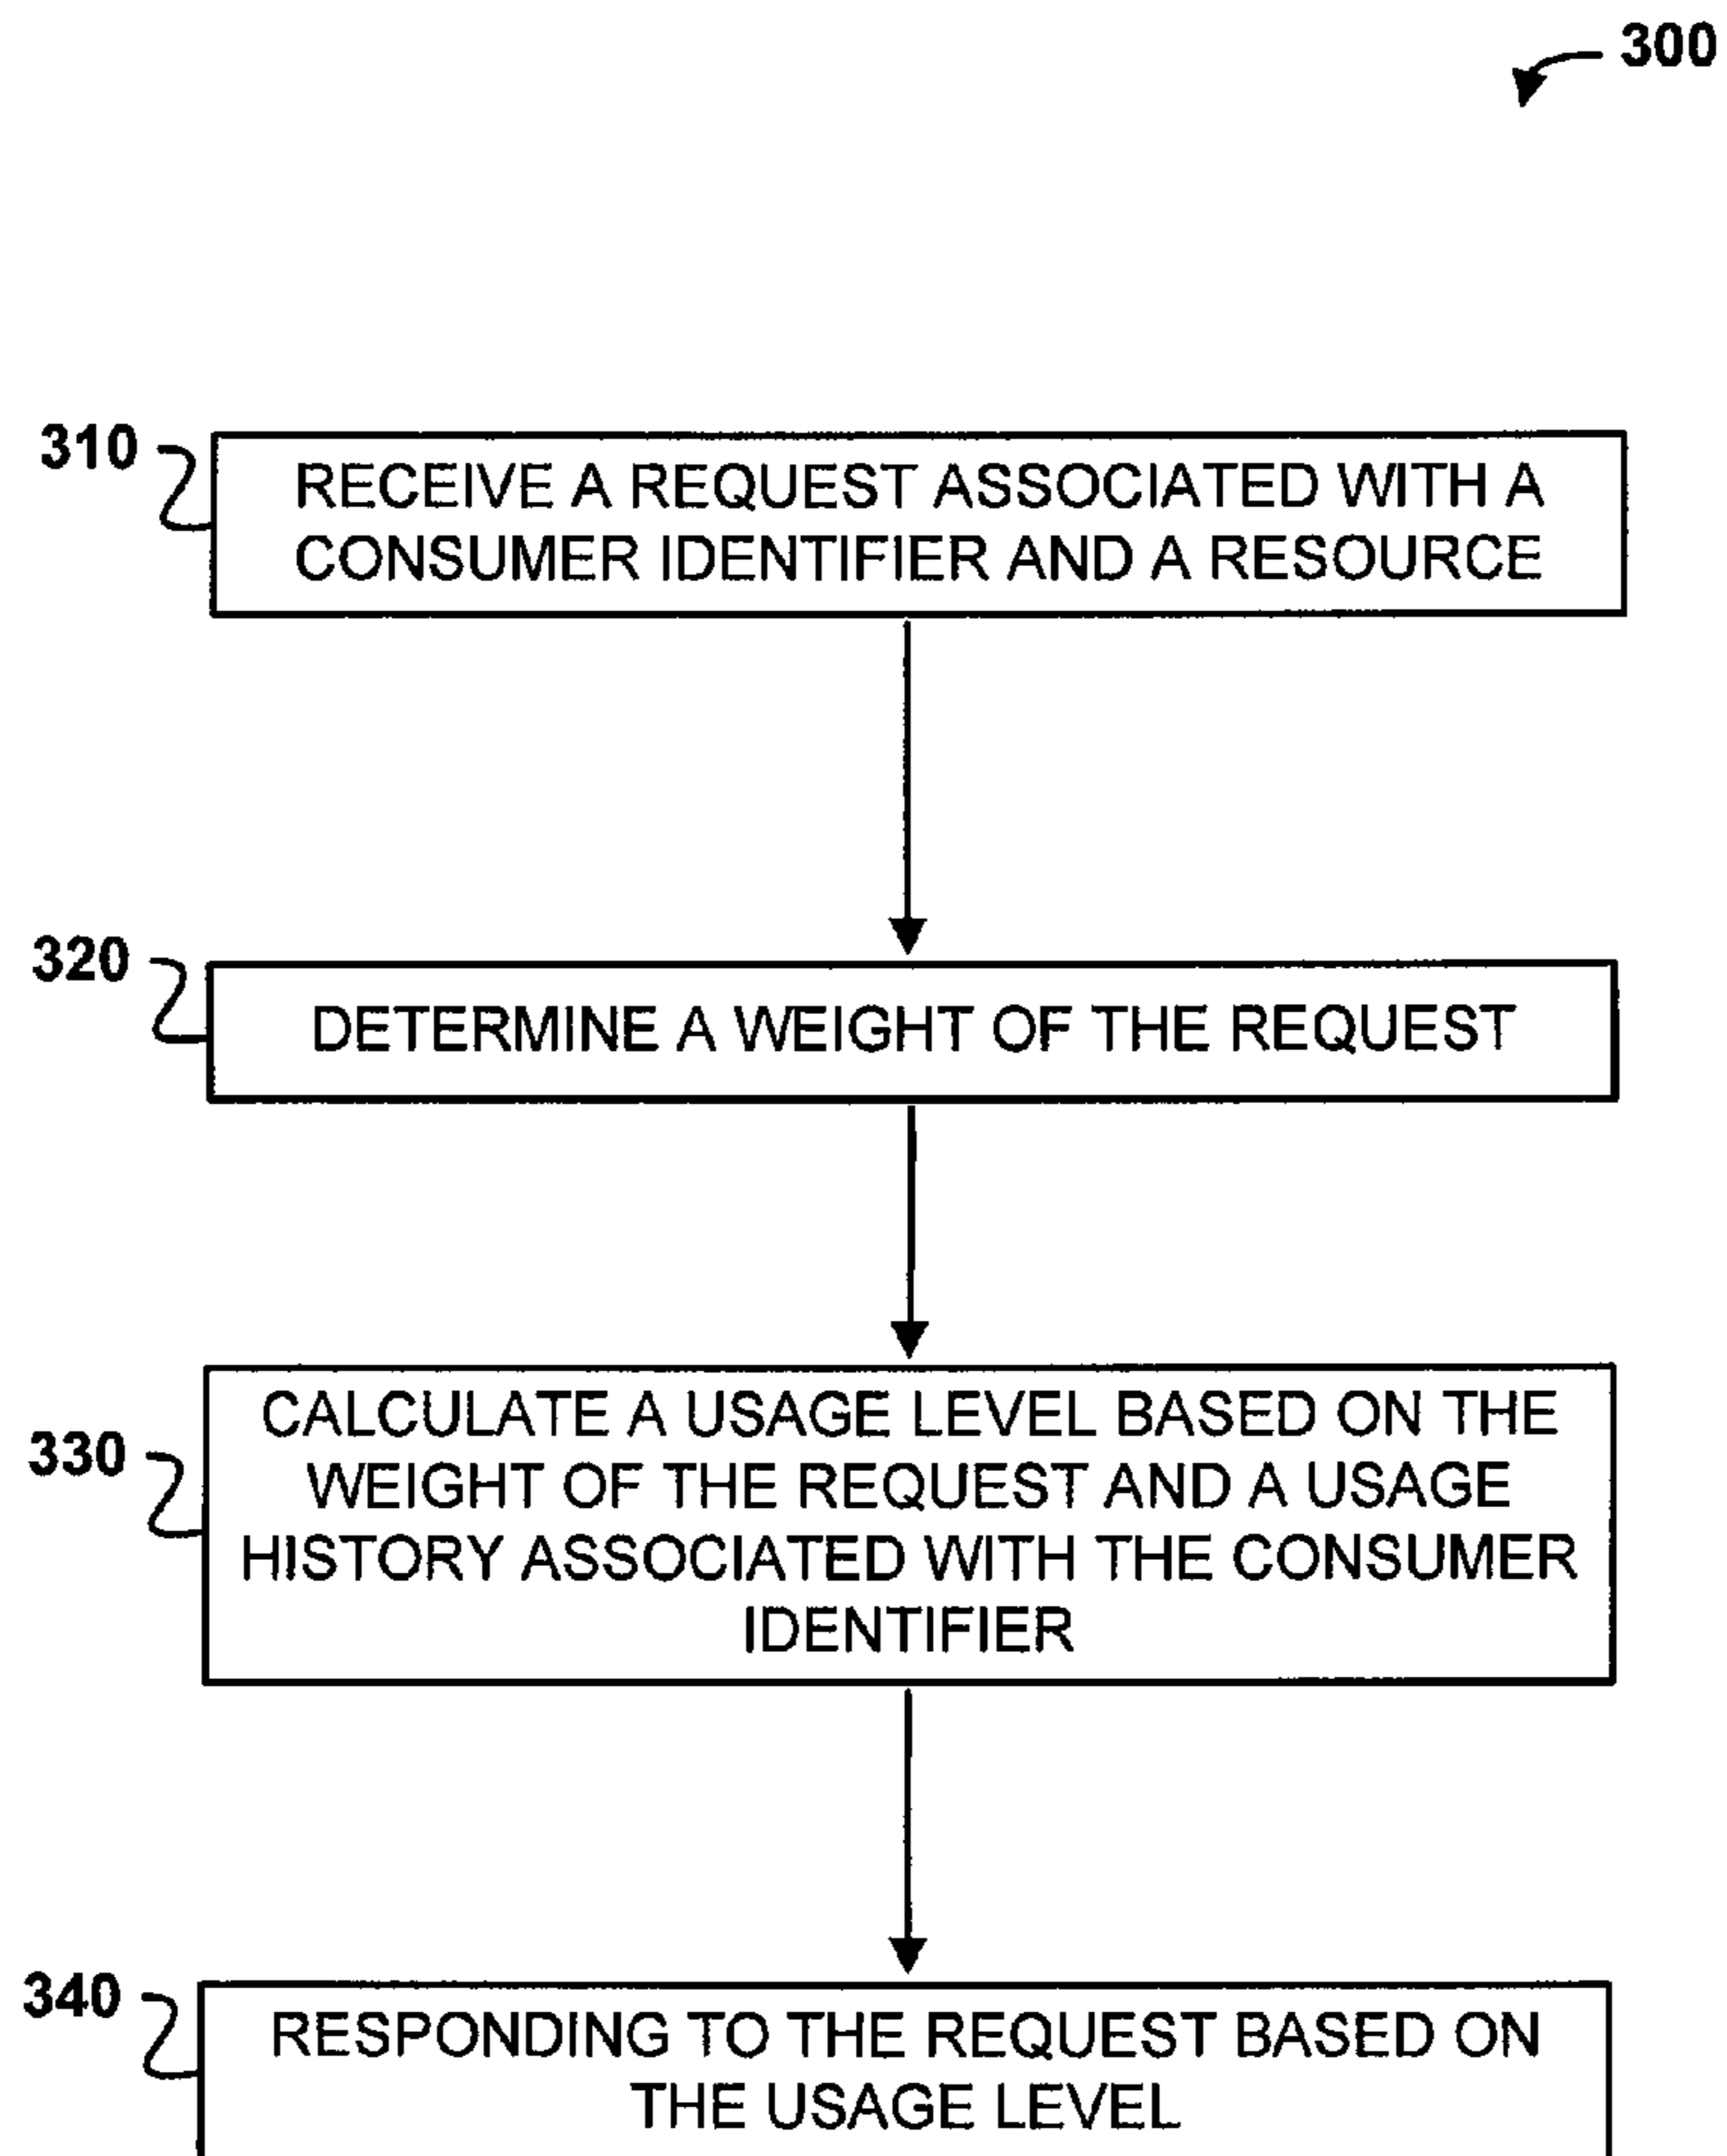 300
310
RECEIVE A REQUEST ASSOCIATED WITH A
CONSUMER IDENTIFIER AND A RESOURCE
320
DETERMINE A WEIGHT OF THE REQUEST
330
CALCULATE A USAGE LEVEL BASED ON THE
WEIGHT OF THE REQUEST AND A USAGE
HISTORY ASSOCIATED WITH THE CONSUMER
IDENTIFIER
340
RESPONDING TO THE REQUEST BASED ON
THE USAGE LEVEL